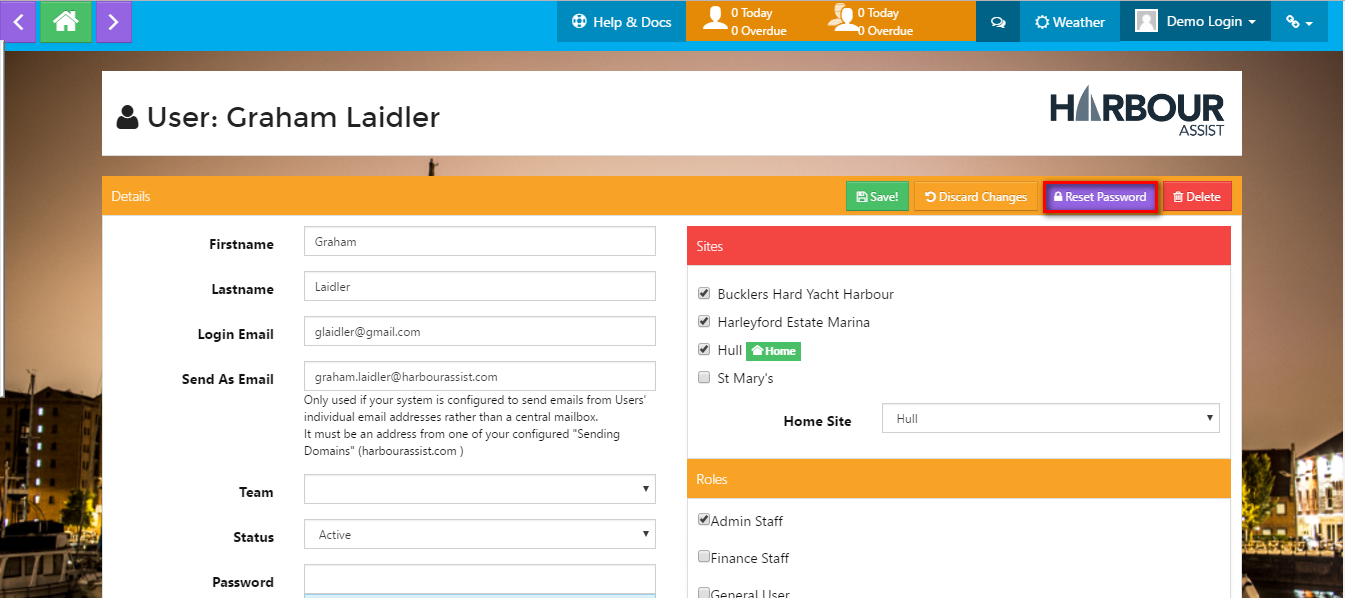 Help & Docs
0 Today
0 Overdue
0 Today
0 Overdue
Weather
Demo Login
User: Graham Laidler
HARBOUR
ASSIST
Details
Save!
Discard Changes
Reset Password
Delete
Firstname
Graham
Lastname
Laidler
Login Email
glaidler@gmail.com
Send As Email
graham.laidler@harbourassist.com
Only used if your system is configured to send emails from Users'
individual email addresses rather than a central mailbox.
It must be an address from one of your configured "Sending
Domains" (harbourassist.com )
Team
Status
Active
Password
Sites
Bucklers Hard Yacht Harbour
Harleyford Estate Marina
Hull Home
St Mary's
Home Site
Hull
Roles
Admin Staff
Finance Staff
General User